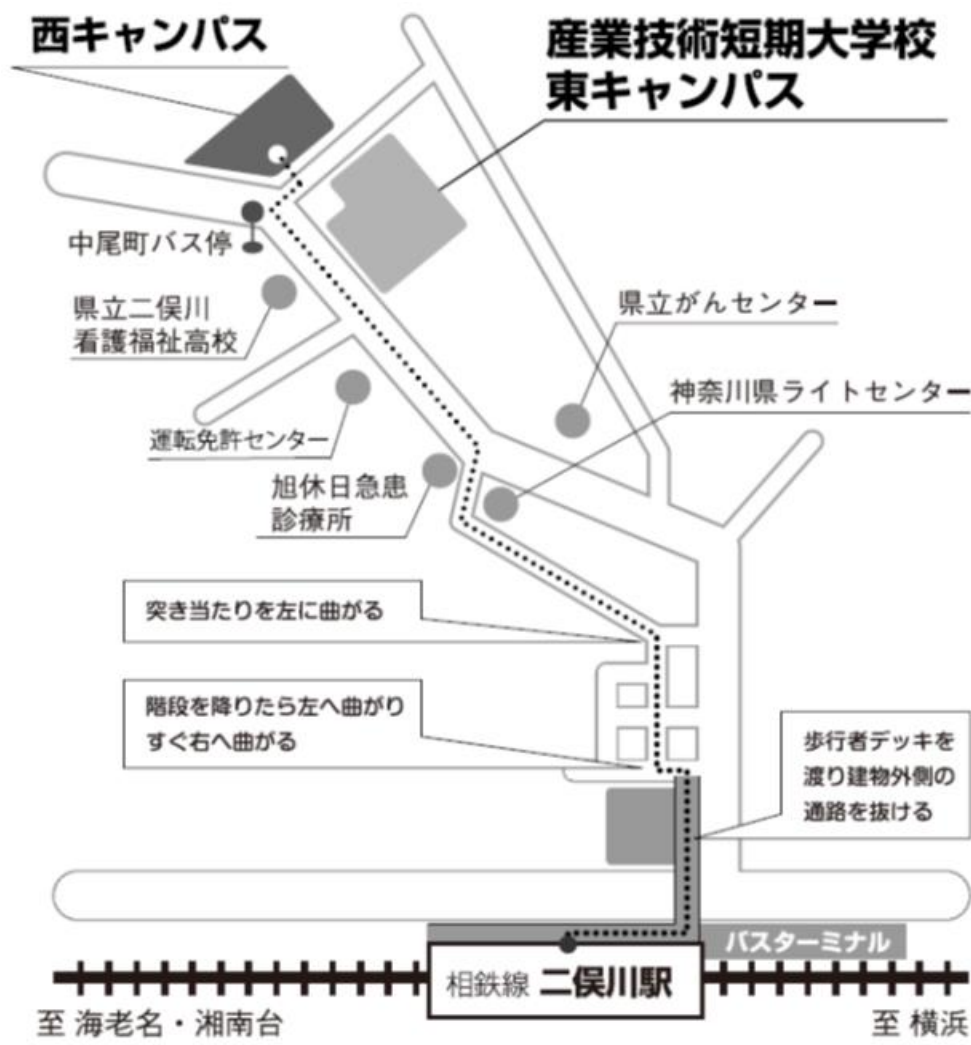 西キャンパス
産業技術短期大学校
東キャンパス
中尾町バス停
県立二俣川
看護福祉高校
県立がんセンター
神奈川県ライトセンター
運転免許センター
旭休日急患
診療所
突き当たりを左に曲がる
階段を降りたら左へ曲がり
すぐ右へ曲がる
歩行者デッキを
渡り建物外側の
通路を抜ける
バスターミナル
相鉄線 二俣川駅
至 海老名・湘南台
至 横浜